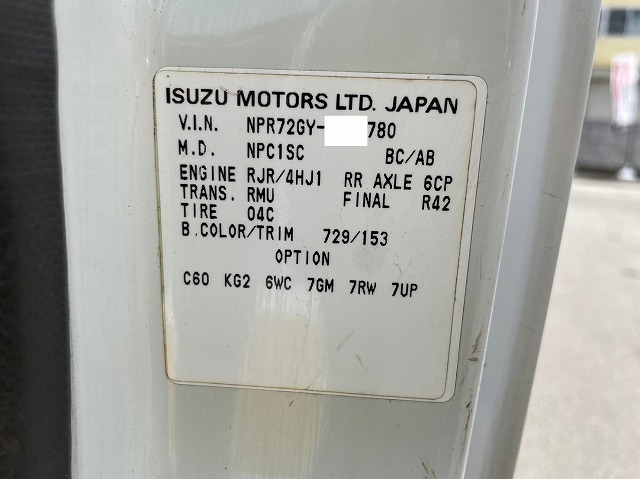 ISUZU MOTORS LTD. JAPAN
V.I.N. NPR72GY- 780
M.D. NPC1SC BC/AB
ENGINE RJR/4HJ1 RR AXLE 6CP
TRANS. RMU FINAL R42
TIRE 04C
B.COLOR/TRIM 729/153
OPTION
C60 KG2 6WC 7GM 7RW 7UP